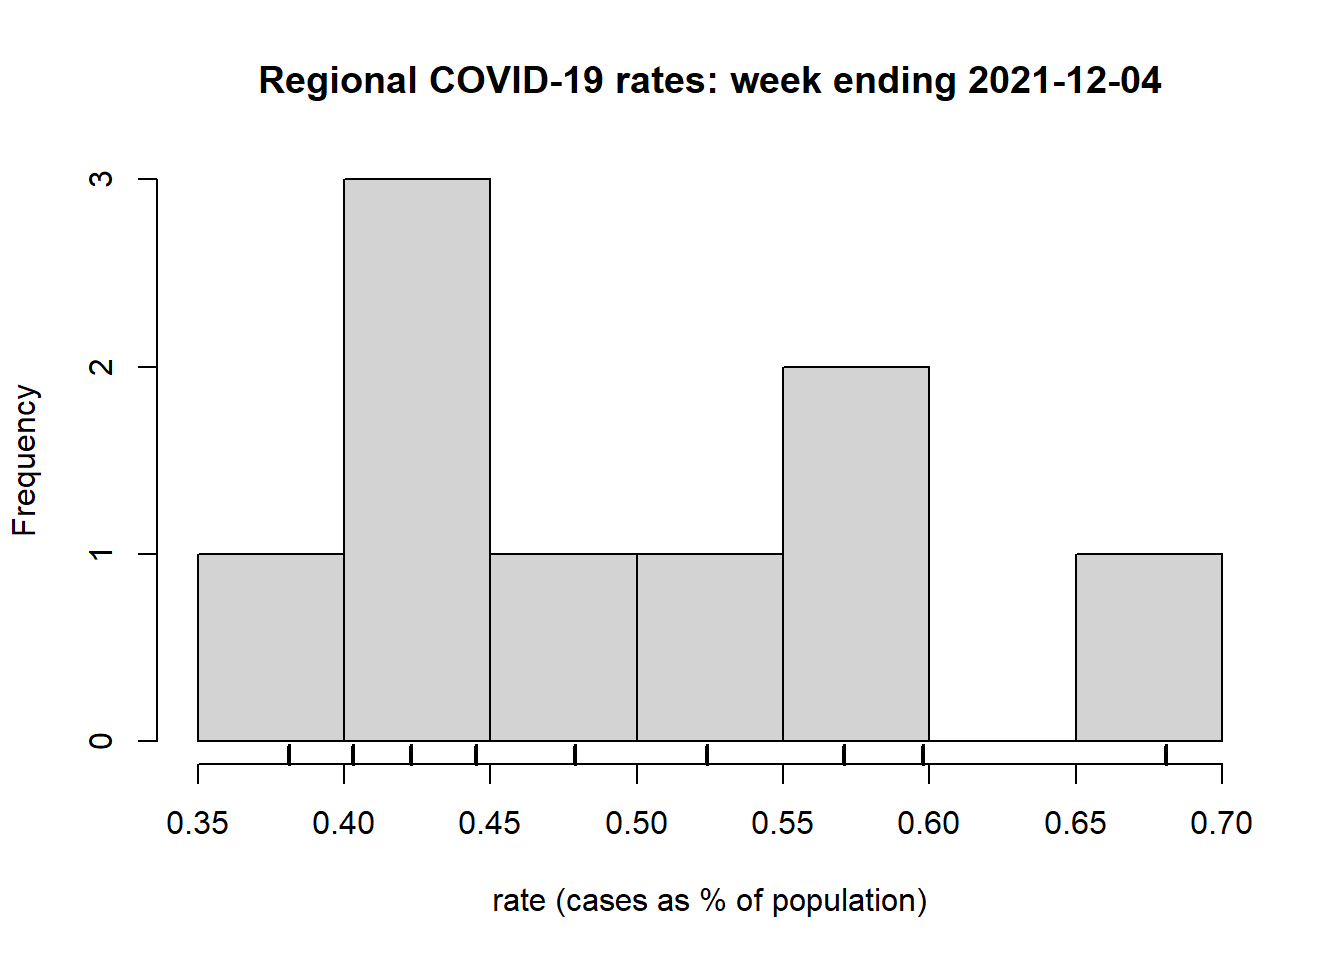 Regional COVID-19 rates: week ending 2021-12-04
3
2
1
0
Frequency
0.35 0.40 0.45 0.50 0.55 0.60 0.65 0.70
rate (cases as % of population)